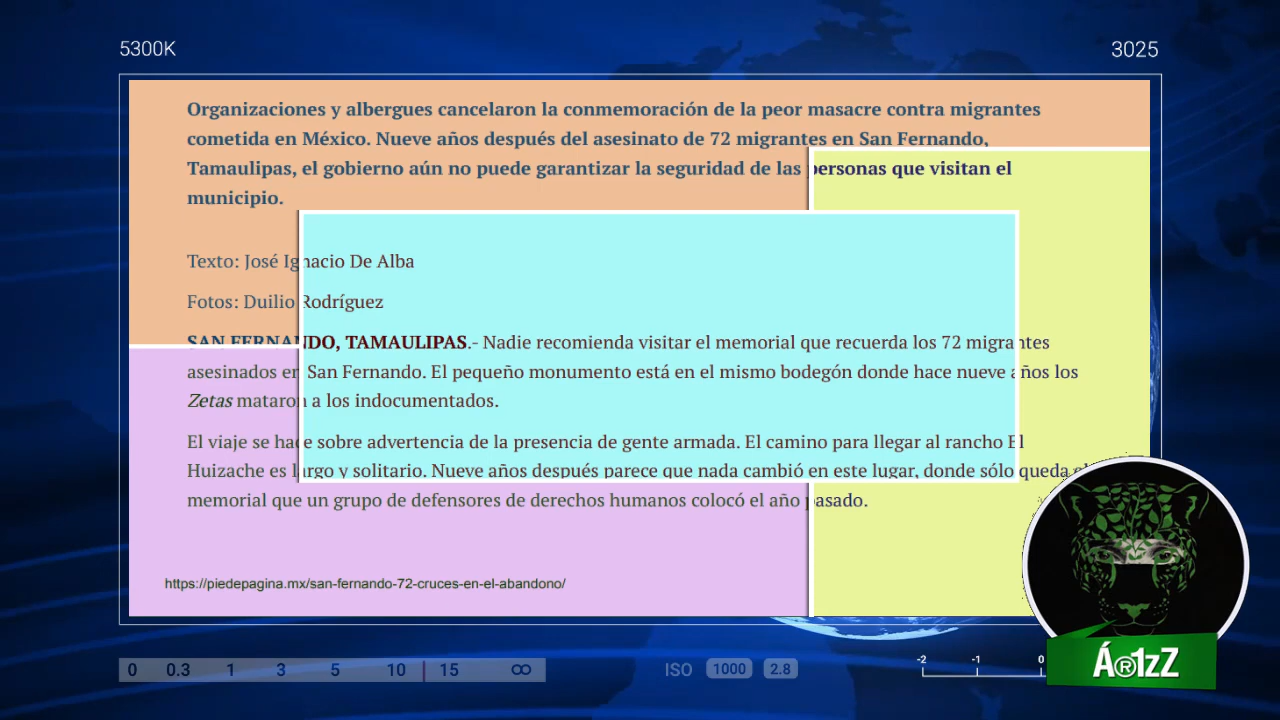 5300K
3025
Organizaciones y albergues cancelaron la conmemoración de la peor masacre contra migrantes
cometida en México. Nueve años después del asesinato de 72 migrantes en San Fernando,
Tamaulipas, el gobierno aún no puede garantizar la seguridad de las personas que visitan el
municipio.
Texto: José Ignacio De Alba
Fotos: Duilio Rodríguez
SAN FERNANDO, TAMAULIPAS.- Nadie recomienda visitar el memorial que recuerda los 72 migrantes
asesinados en San Fernando. El pequeño monumento está en el mismo bodegón donde hace nueve años los
Zetas mataron a los indocumentados.
El viaje se hace sobre advertencia de la presencia de gente armada. El camino para llegar al rancho El
Huizache es largo y solitario. Nueve años después parece que nada cambió en este lugar, donde sólo queda el
memorial que un grupo de defensores de derechos humanos colocó el año pasado.
https://piedepagina.mx/san-fernando-72-cruces-en-el-abandono/
0 0.3 1 3 5 10 15 ∞
ISO 1000 2.8
-2 -1 0
Á®1zZ